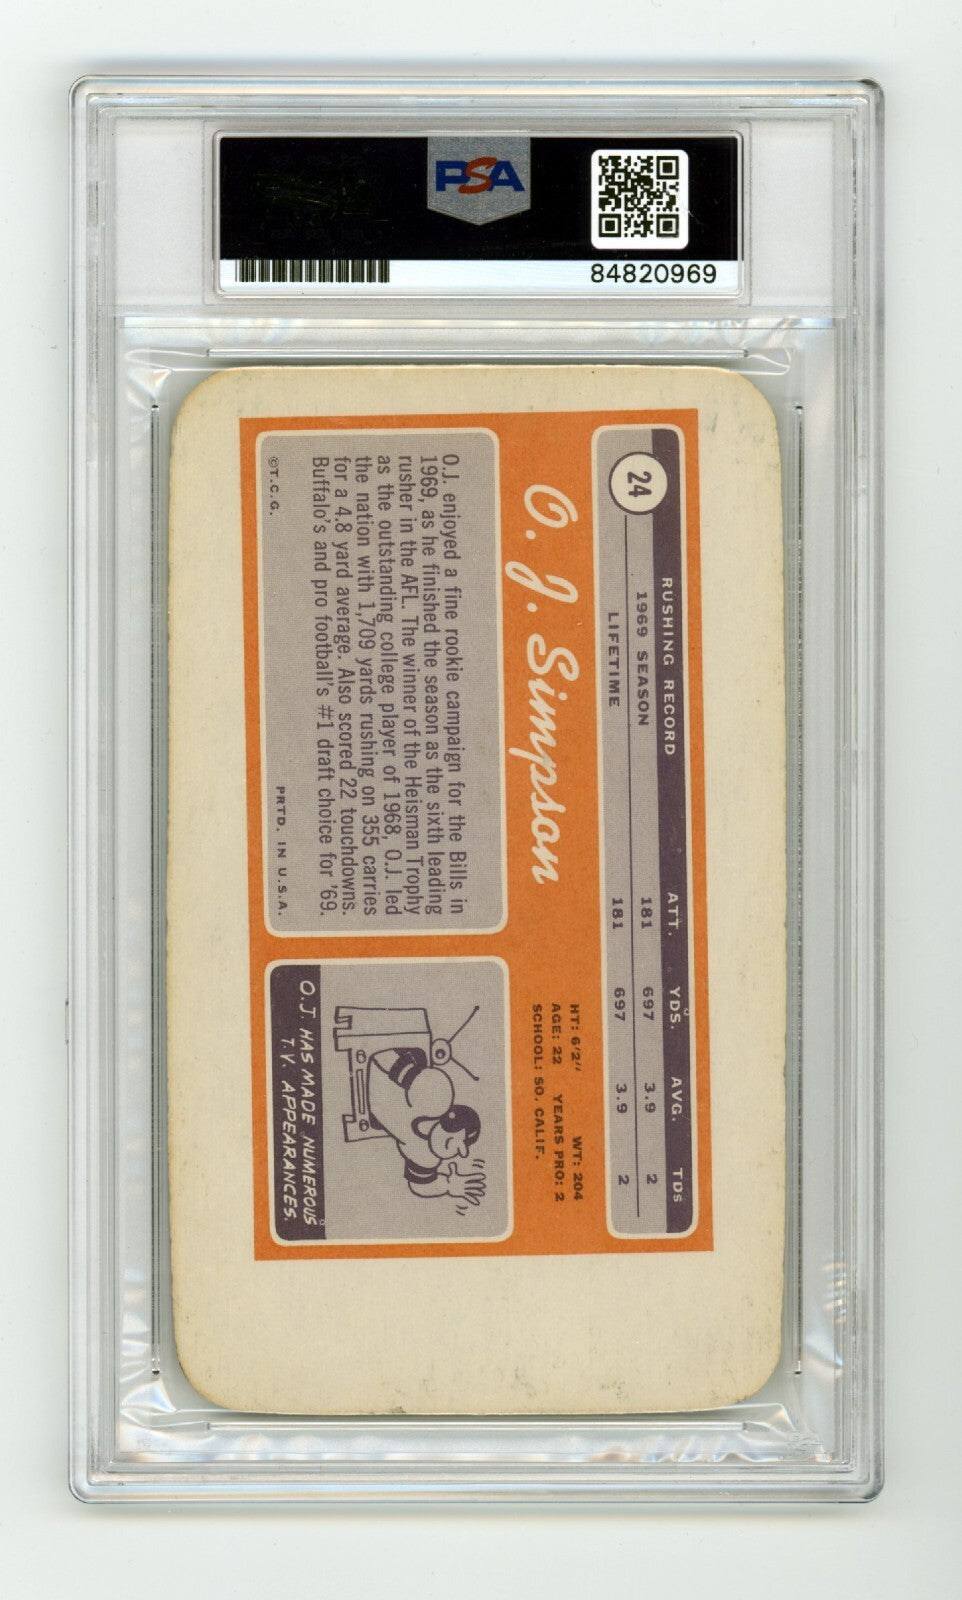 PSA
84820969
24
RUSHING RECORD ATT. YDS. AVG. TDS
1969 SEASON 181 697 3.9 2
LIFETIME 181 697 3.9 2
O. J. Simpson
HT: 6'2" WT: 204
AGE: 22 YEARS PRO: 2
SCHOOL: SO. CALIF.
O.J. enjoyed a fine rookie campaign for the Bills in
1969, as he finished the season as the sixth leading
rusher in the AFL. The winner of the Heisman Trophy
as the outstanding college player of 1968, O.J. led
the nation with 1,709 yards rushing on 355 carries
for a 4.8 yard average. Also scored 22 touchdowns.
Buffalo's and pro football's #1 draft choice for '69.
©T.C.G. PRTD. IN U.S.A.
O.J. HAS MADE NUMEROUS
T.V. APPEARANCES.